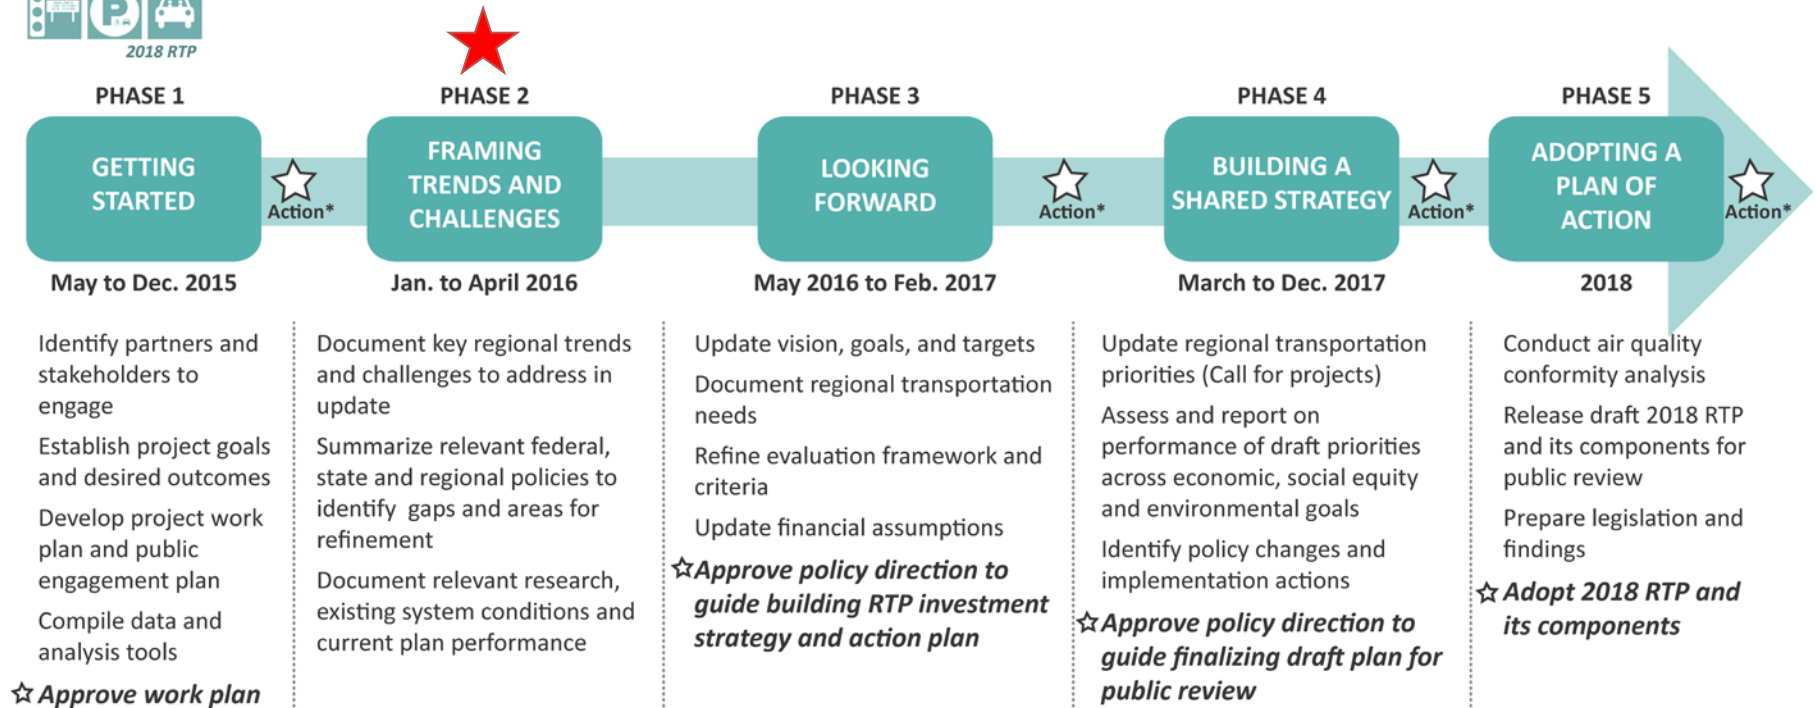 2018 RTP
PHASE 1
GETTING
STARTED
May to Dec. 2015
Identify partners and
stakeholders to
engage
Establish project goals
and desired outcomes
Develop project work
plan and public
engagement plan
Compile data and
analysis tools
Approve work plan
Action*
PHASE 2
FRAMING
TRENDS AND
CHALLENGES
Jan. to April 2016
Document key regional trends
and challenges to address in
update
Summarize relevant federal,
state and regional policies to
identify gaps and areas for
refinement
Document relevant research,
existing system conditions and
current plan performance
PHASE 3
LOOKING
FORWARD
May 2016 to Feb. 2017
Update vision, goals, and targets
Document regional transportation
needs
Refine evaluation framework and
criteria
Update financial assumptions
Approve policy direction to
guide building RTP investment
strategy and action plan
Action*
PHASE 4
BUILDING A
SHARED STRATEGY
March to Dec. 2017
Update regional transportation
priorities (Call for projects)
Assess and report on
performance of draft priorities
across economic, social equity
and environmental goals
Identify policy changes and
implementation actions
Approve policy direction to
guide finalizing draft plan for
public review
Action*
PHASE 5
ADOPTING A
PLAN OF
ACTION
2018
Conduct air quality
conformity analysis
Release draft 2018 RTP
and its components for
public review
Prepare legislation and
findings
Adopt 2018 RTP and
its components
Action*